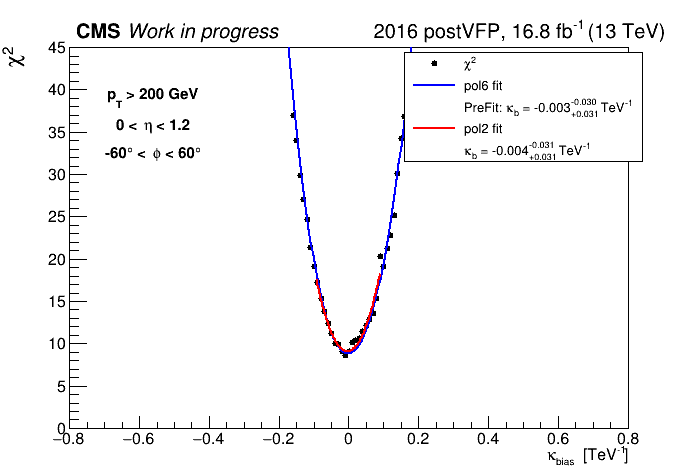 CMS Work in progress
2016 postVFP, 16.8 fb⁻¹ (13 TeV)
χ²
45
40
35
30
25
20
15
10
5
0
p_T > 200 GeV
0 < η < 1.2
-60° < ϕ < 60°
χ²
pol6 fit
PreFit: κ_b = -0.003 -0.030 +0.031 TeV⁻¹
pol2 fit
κ_b = -0.004 -0.031 +0.031 TeV⁻¹
−0.8 −0.6 −0.4 −0.2 0 0.2 0.4 0.6 0.8
κ_bias [TeV⁻¹]